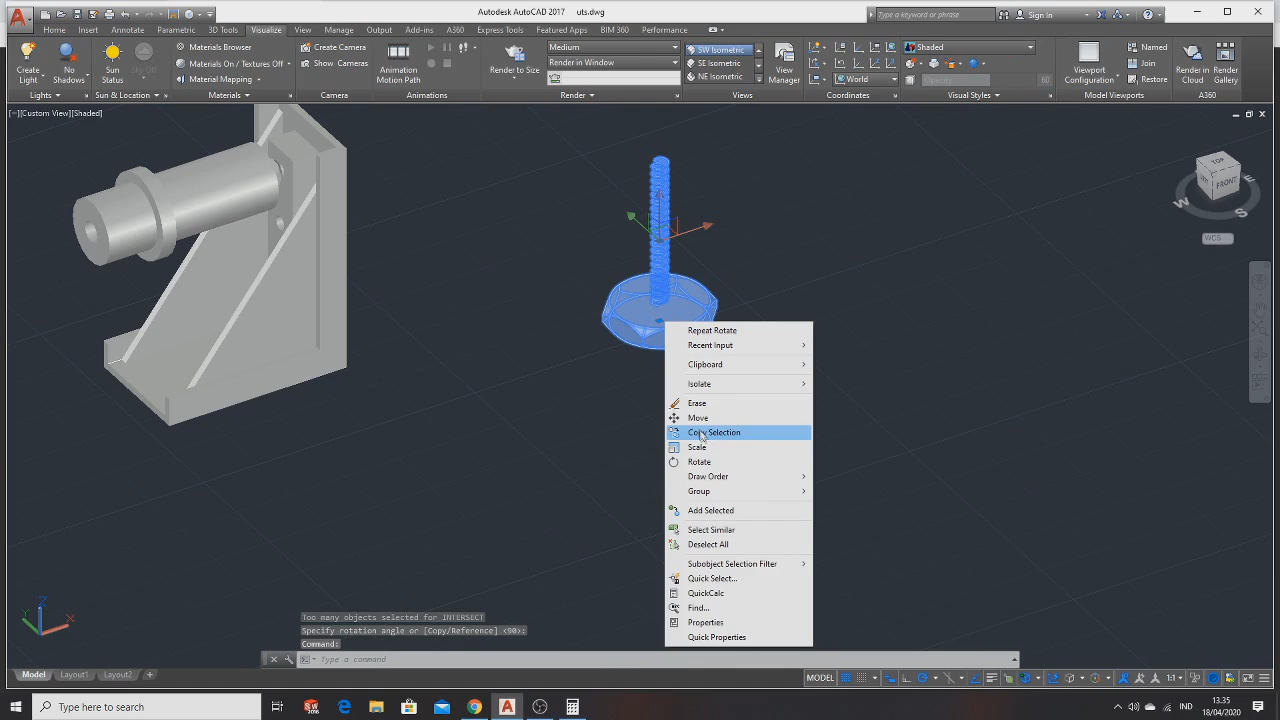 Autodesk AutoCAD 2017 uts.dwg
Type a keyword or phrase
Sign In
Home Insert Annotate Parametric 3D Tools Visualize View Manage Output Add-ins A360 Express Tools Featured Apps BIM 360 Performance
Create Light
No Shadows
Lights
Sun Status
Sky Off
Sun & Location
Materials Browser
Materials On / Textures Off
Material Mapping
Materials
Create Camera
Show Cameras
Camera
Animation Motion Path
Animations
Render to Size
Medium
Render in Window
Render
SW Isometric
SE Isometric
NE Isometric
View Manager
Views
World
Coordinates
Shaded
Opacity 60
Visual Styles
Viewport Configuration
Named
Join
Restore
Model Viewports
Render in Cloud
Render Gallery
A360
[−][Custom View][Shaded]
TOP
FRONT
W
S
E
WCS
Repeat Rotate
Recent Input
Clipboard
Isolate
Erase
Move
Copy Selection
Scale
Rotate
Draw Order
Group
Add Selected
Select Similar
Deselect All
Subobject Selection Filter
Quick Select...
QuickCalc
Find...
Properties
Quick Properties
Z
X
Too many objects selected for INTERSECT
Specify rotation angle or [Copy/Reference] <90>:
Command:
Type a command
Model Layout1 Layout2 +
MODEL
1:1
Type here to search
IND
13.35
18/04/2020